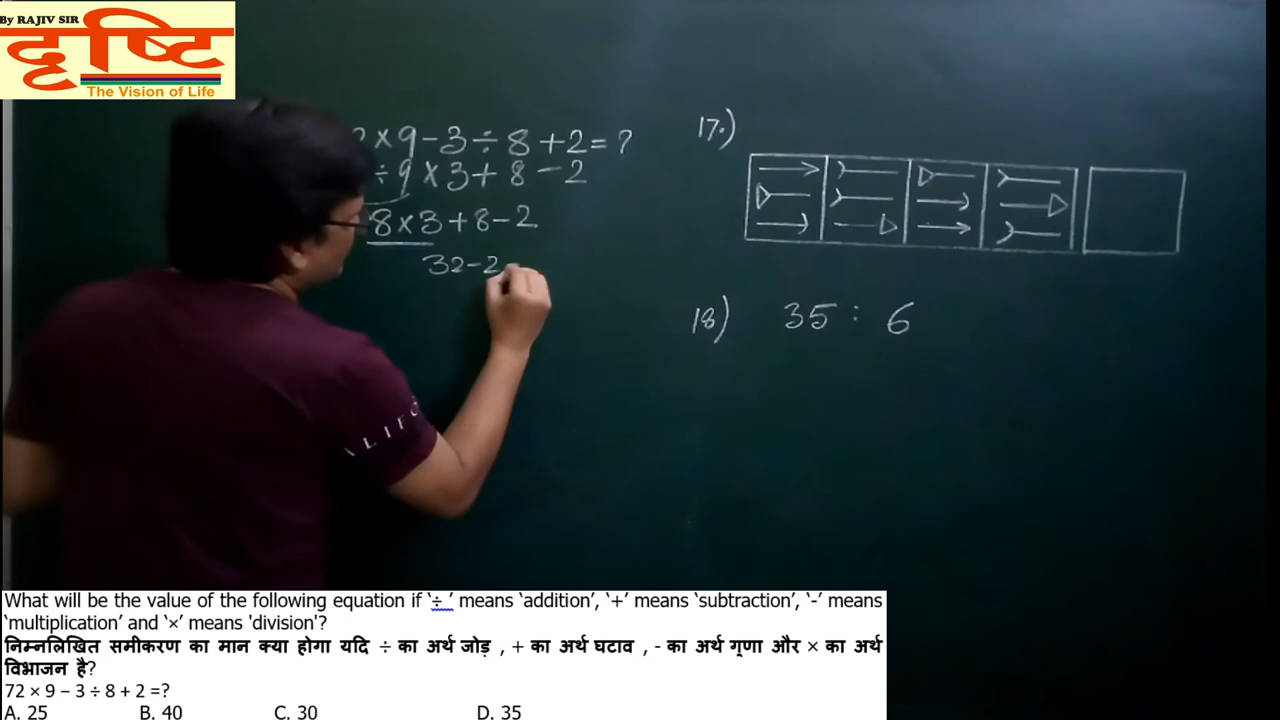 By RAJIV SIR
दृष्टि
The Vision of Life
×9-3÷8+2=?
÷9×3+8-2
8×3+8-2
32-2
ALIFO
17.)
18) 35 : 6
What will be the value of the following equation if ‘÷ ’ means ‘addition’, ‘+’ means ‘subtraction’, ‘-’ means
‘multiplication’ and ‘×’ means 'division'?
निम्नलिखित समीकरण का मान क्या होगा यदि ÷ का अर्थ जोड़ , + का अर्थ घटाव , - का अर्थ गुणा और × का अर्थ
विभाजन है?
72 × 9 – 3 ÷ 8 + 2 =?
A. 25 B. 40 C. 30 D. 35